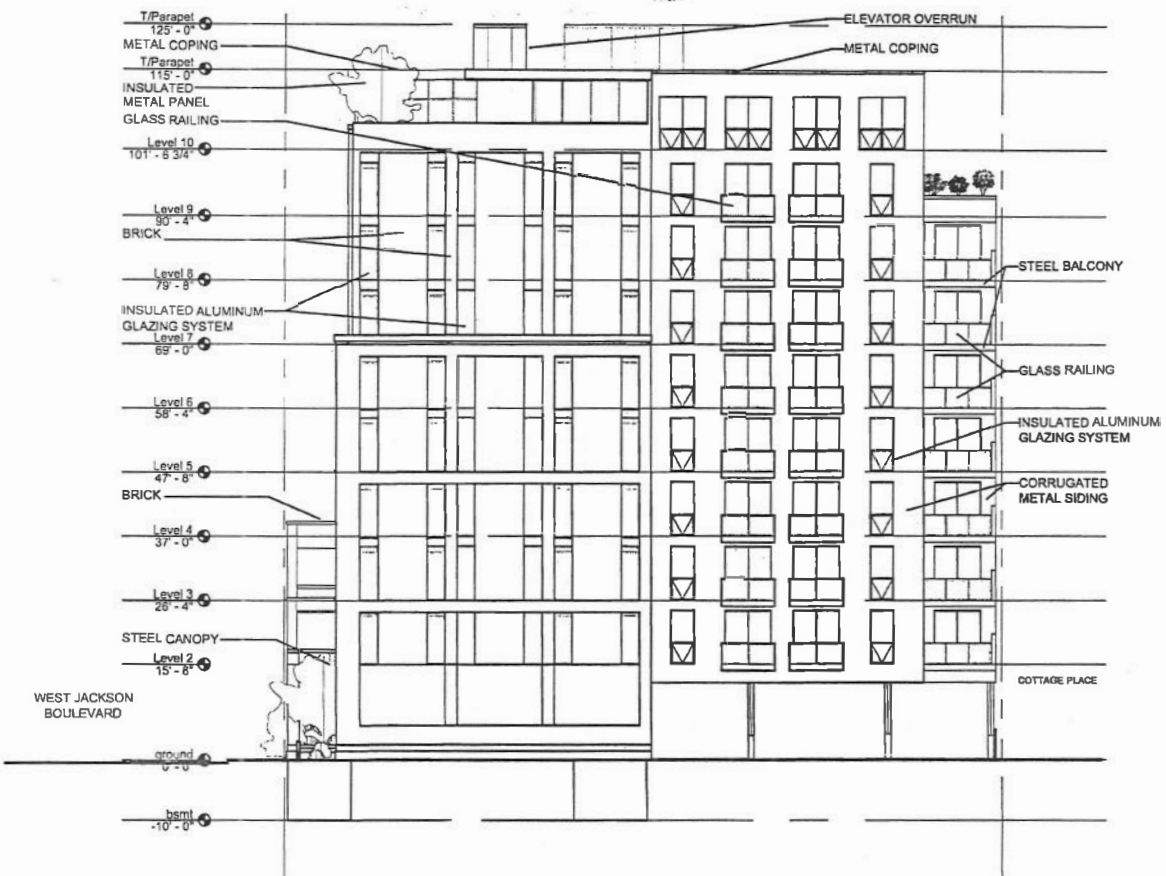 T/Parapet
125' - 0"
METAL COPING
T/Parapet
115' - 0"
INSULATED
METAL PANEL
GLASS RAILING
Level 10
101' - 6 3/4"
Level 9
90' - 4"
BRICK
Level 8
79' - 8"
INSULATED ALUMINUM
GLAZING SYSTEM
Level 7
69' - 0"
Level 6
58' - 4"
Level 5
47' - 8"
BRICK
Level 4
37' - 0"
Level 3
26' - 4"
STEEL CANOPY
Level 2
15' - 8"
WEST JACKSON
BOULEVARD
ground
0' - 0"
bsmt
-10' - 0"
ELEVATOR OVERRUN
METAL COPING
STEEL BALCONY
GLASS RAILING
INSULATED ALUMINUM
GLAZING SYSTEM
CORRUGATED
METAL SIDING
COTTAGE PLACE